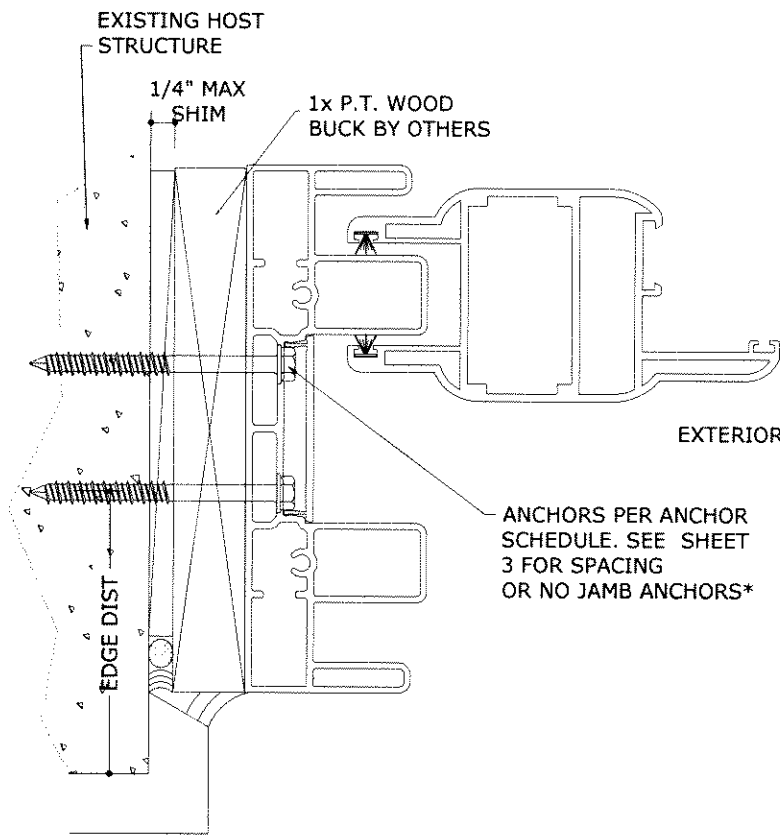 EXISTING HOST
STRUCTURE
1/4" MAX
SHIM
1x P.T. WOOD
BUCK BY OTHERS
EXTERIOR
ANCHORS PER ANCHOR
SCHEDULE. SEE SHEET
3 FOR SPACING
OR NO JAMB ANCHORS*
EDGE DIST